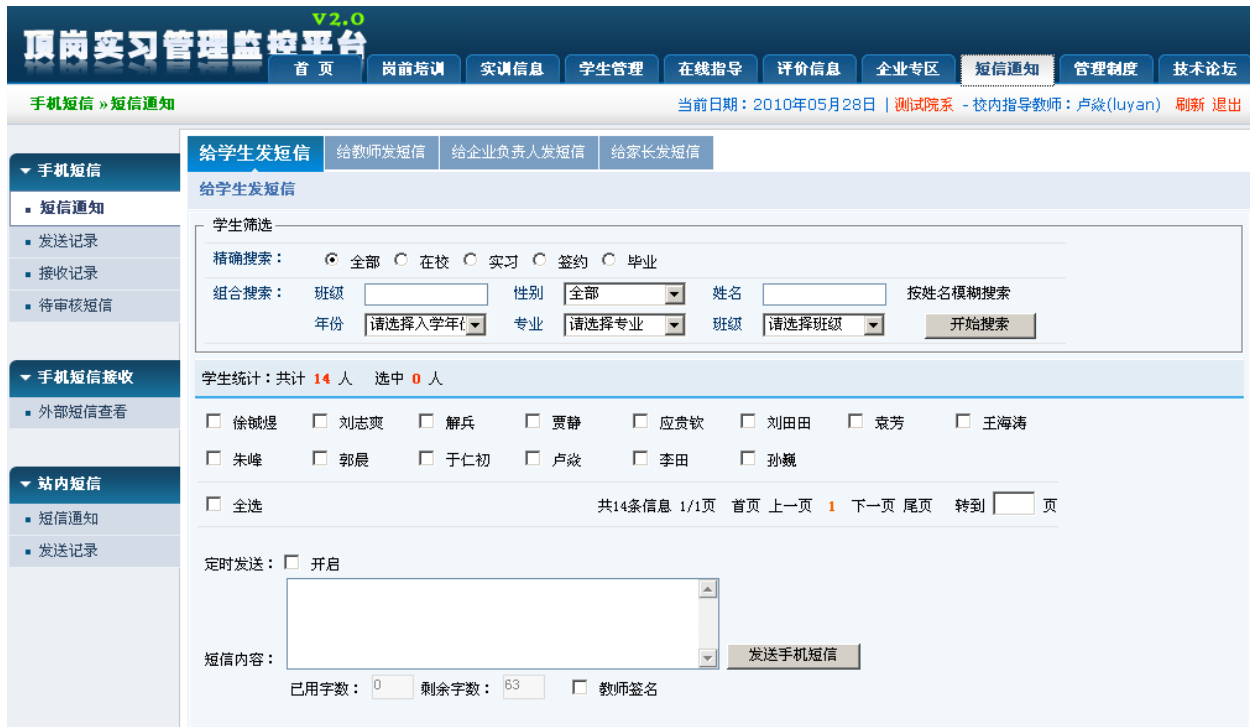 V2.0
顶岗实习管理监控平台
首 页 岗前培训 实训信息 学生管理 在线指导 评价信息 企业专区 短信通知 管理制度 技术论坛
手机短信 » 短信通知 当前日期：2010年05月28日 | 测试院系 - 校内指导教师：卢焱(luyan) 刷新 退出
给学生发短信 给教师发短信 给企业负责人发短信 给家长发短信
手机短信
给学生发短信
短信通知
学生筛选
发送记录
精确搜索： 全部 在校 实习 签约 毕业
接收记录
组合搜索： 班级 性别 全部 姓名 按姓名模糊搜索
待审核短信
年份 请选择入学年份 专业 请选择专业 班级 请选择班级 开始搜索
手机短信接收
学生统计：共计 14 人 选中 0 人
外部短信查看
徐铖煜 刘志爽 解兵 贾静 应贵钦 刘田田 袁芳 王海涛
朱峰 郭晨 于仁初 卢焱 李田 孙巍
站内短信
全选 共14条信息 1/1页 首页 上一页 1 下一页 尾页 转到 页
短信通知
发送记录
定时发送： 开启
短信内容： 发送手机短信
已用字数： 0 剩余字数： 63 教师签名